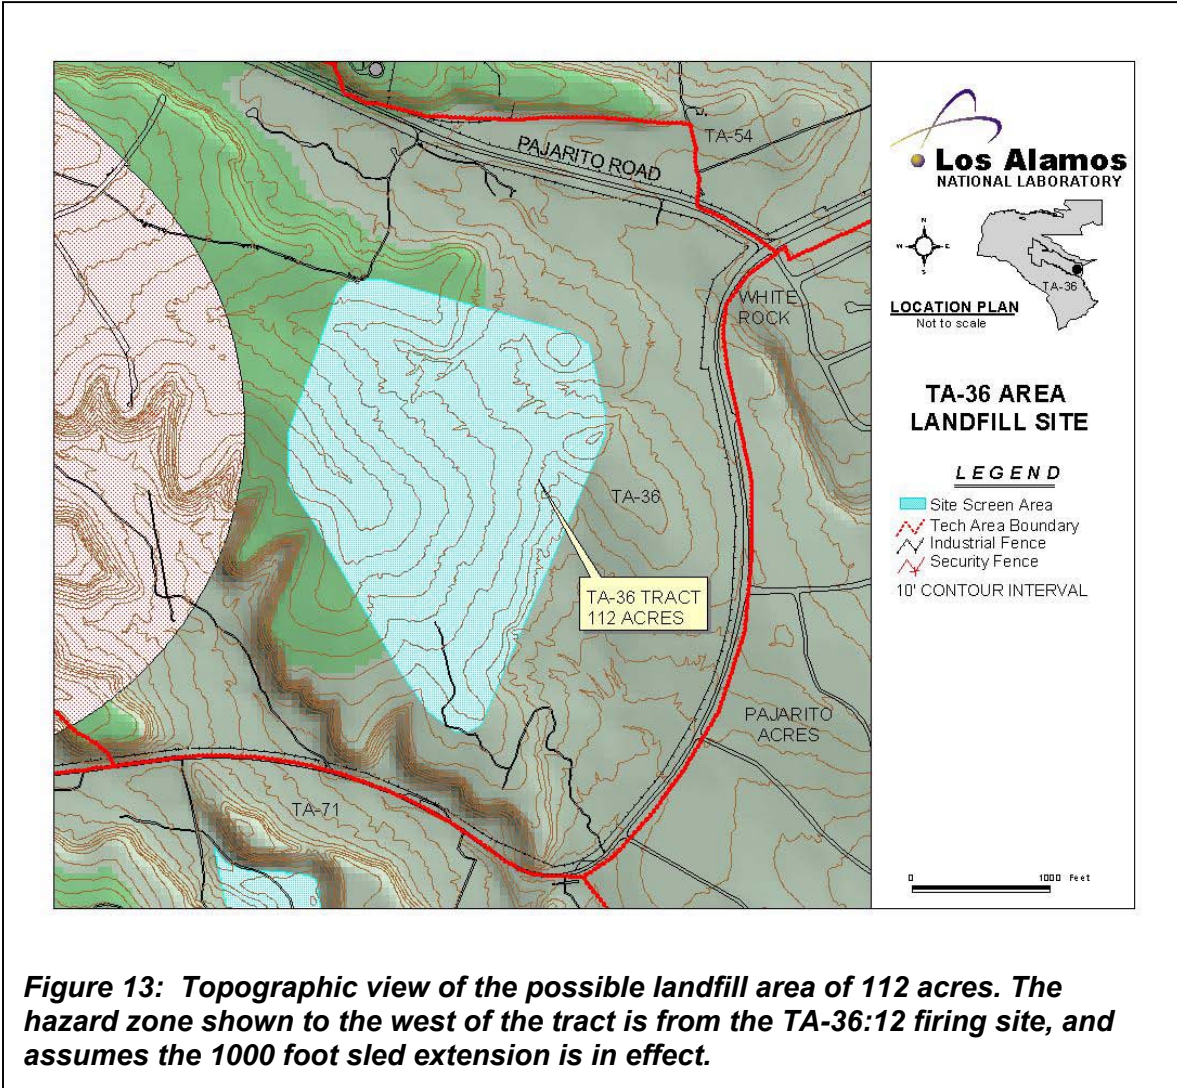 TA-54
PAJARITO ROAD
WHITE
ROCK
TA-36
TA-36 TRACT
112 ACRES
PAJARITO
ACRES
TA-71
Los Alamos
NATIONAL LABORATORY
N
W E
S
TA-36
LOCATION PLAN
Not to scale
TA-36 AREA
LANDFILL SITE
LEGEND
Site Screen Area
Tech Area Boundary
Industrial Fence
Security Fence
10' CONTOUR INTERVAL
0 1000 Feet
Figure 13: Topographic view of the possible landfill area of 112 acres. The
hazard zone shown to the west of the tract is from the TA-36:12 firing site, and
assumes the 1000 foot sled extension is in effect.